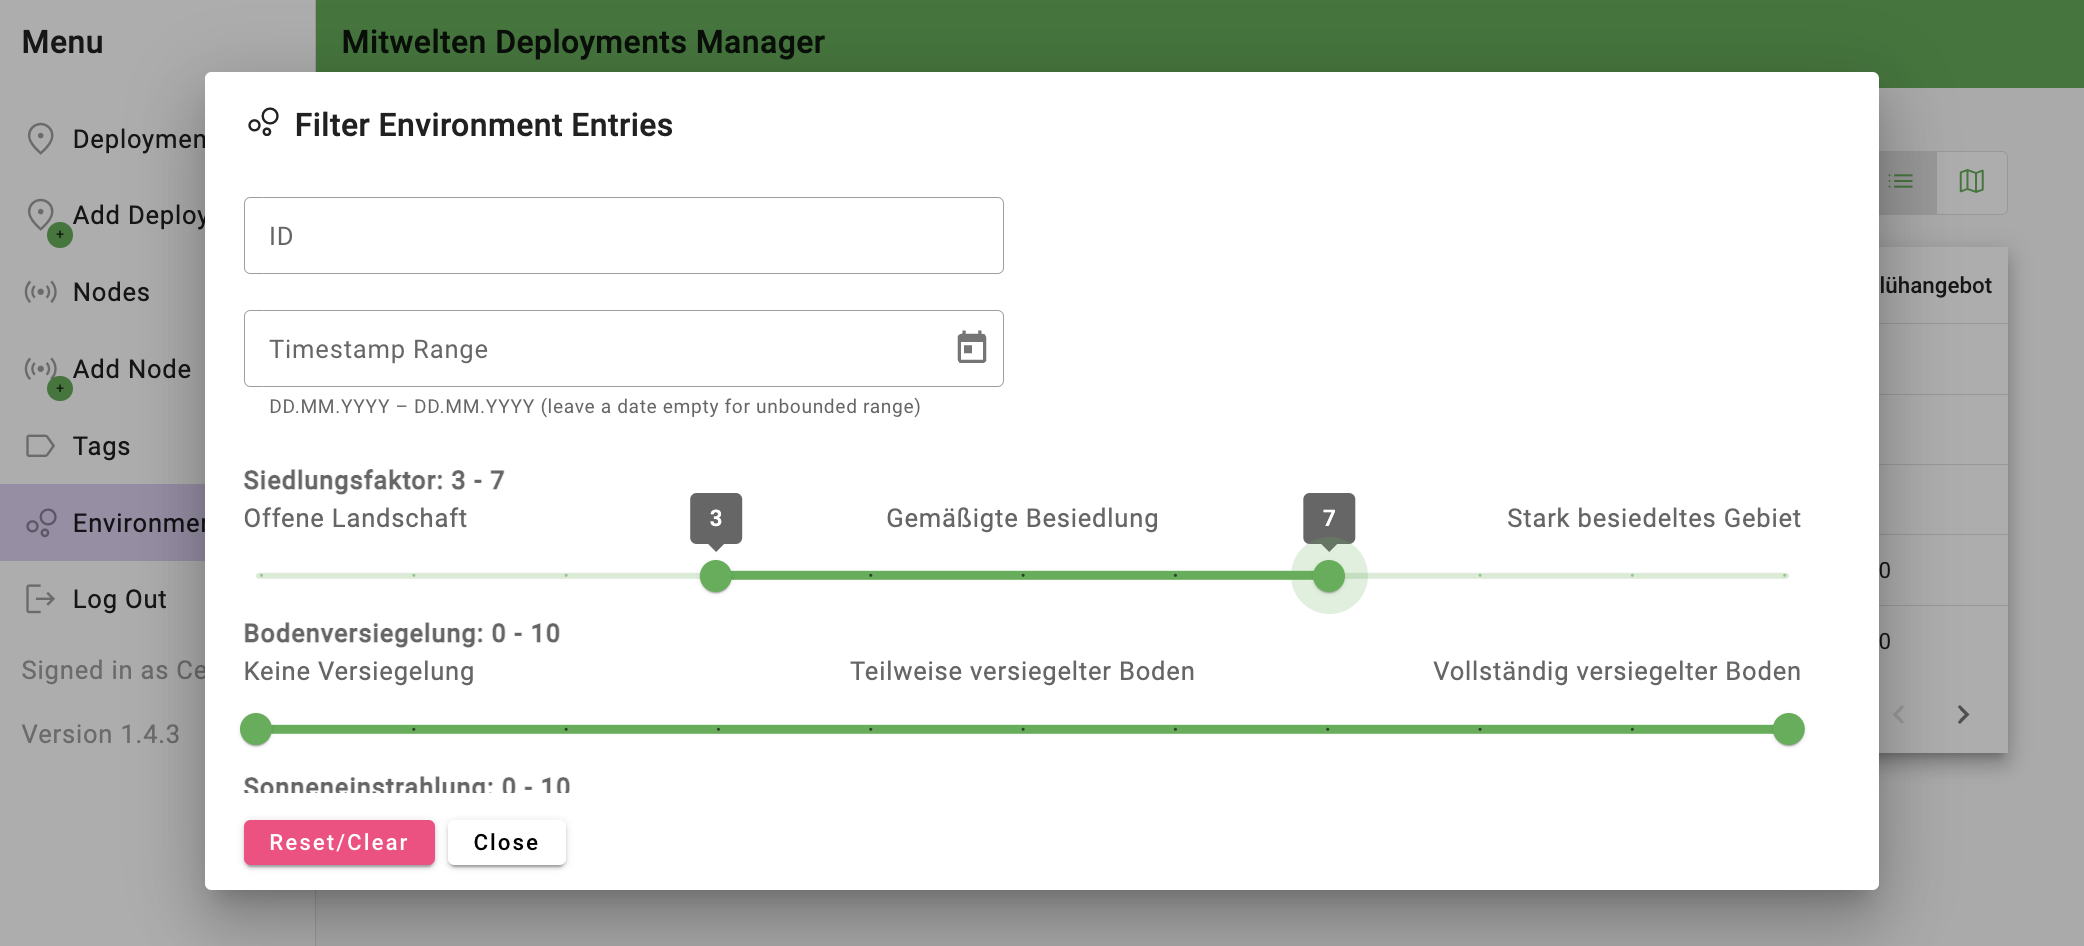 Menu
Mitwelten Deployments Manager
Filter Environment Entries
Deploymen
Add Deploy
Nodes
Add Node
Tags
Environmen
Log Out
Signed in as Ce
Version 1.4.3
ID
Timestamp Range
DD.MM.YYYY – DD.MM.YYYY (leave a date empty for unbounded range)
Siedlungsfaktor: 3 - 7
Offene Landschaft
3
Gemäßigte Besiedlung
7
Stark besiedeltes Gebiet
Bodenversiegelung: 0 - 10
Keine Versiegelung
Teilweise versiegelter Boden
Vollständig versiegelter Boden
Sonneneinstrahlung: 0 - 10
Reset/Clear
Close
lühangebot
0
0